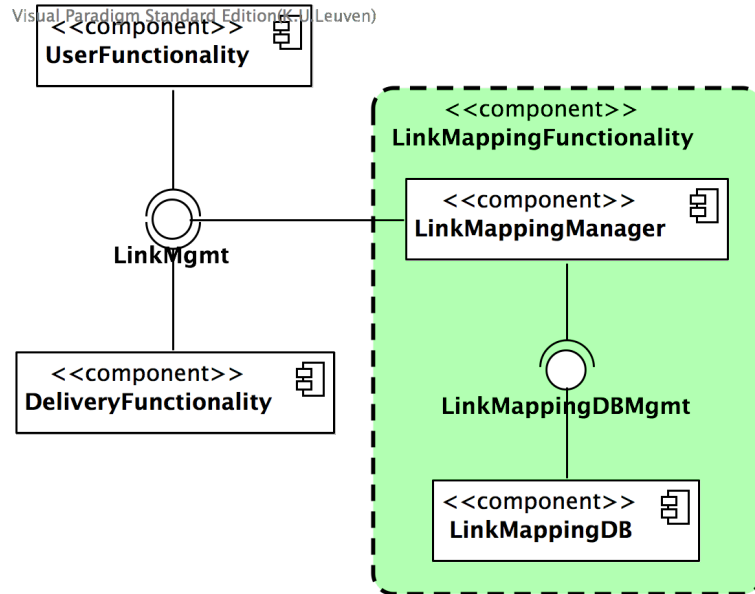 Visual Paradigm Standard Edition(K.U.Leuven)
<<component>>
UserFunctionality
<<component>>
LinkMappingFunctionality
<<component>>
LinkMappingManager
LinkMgmt
<<component>>
DeliveryFunctionality
LinkMappingDBMgmt
<<component>>
LinkMappingDB